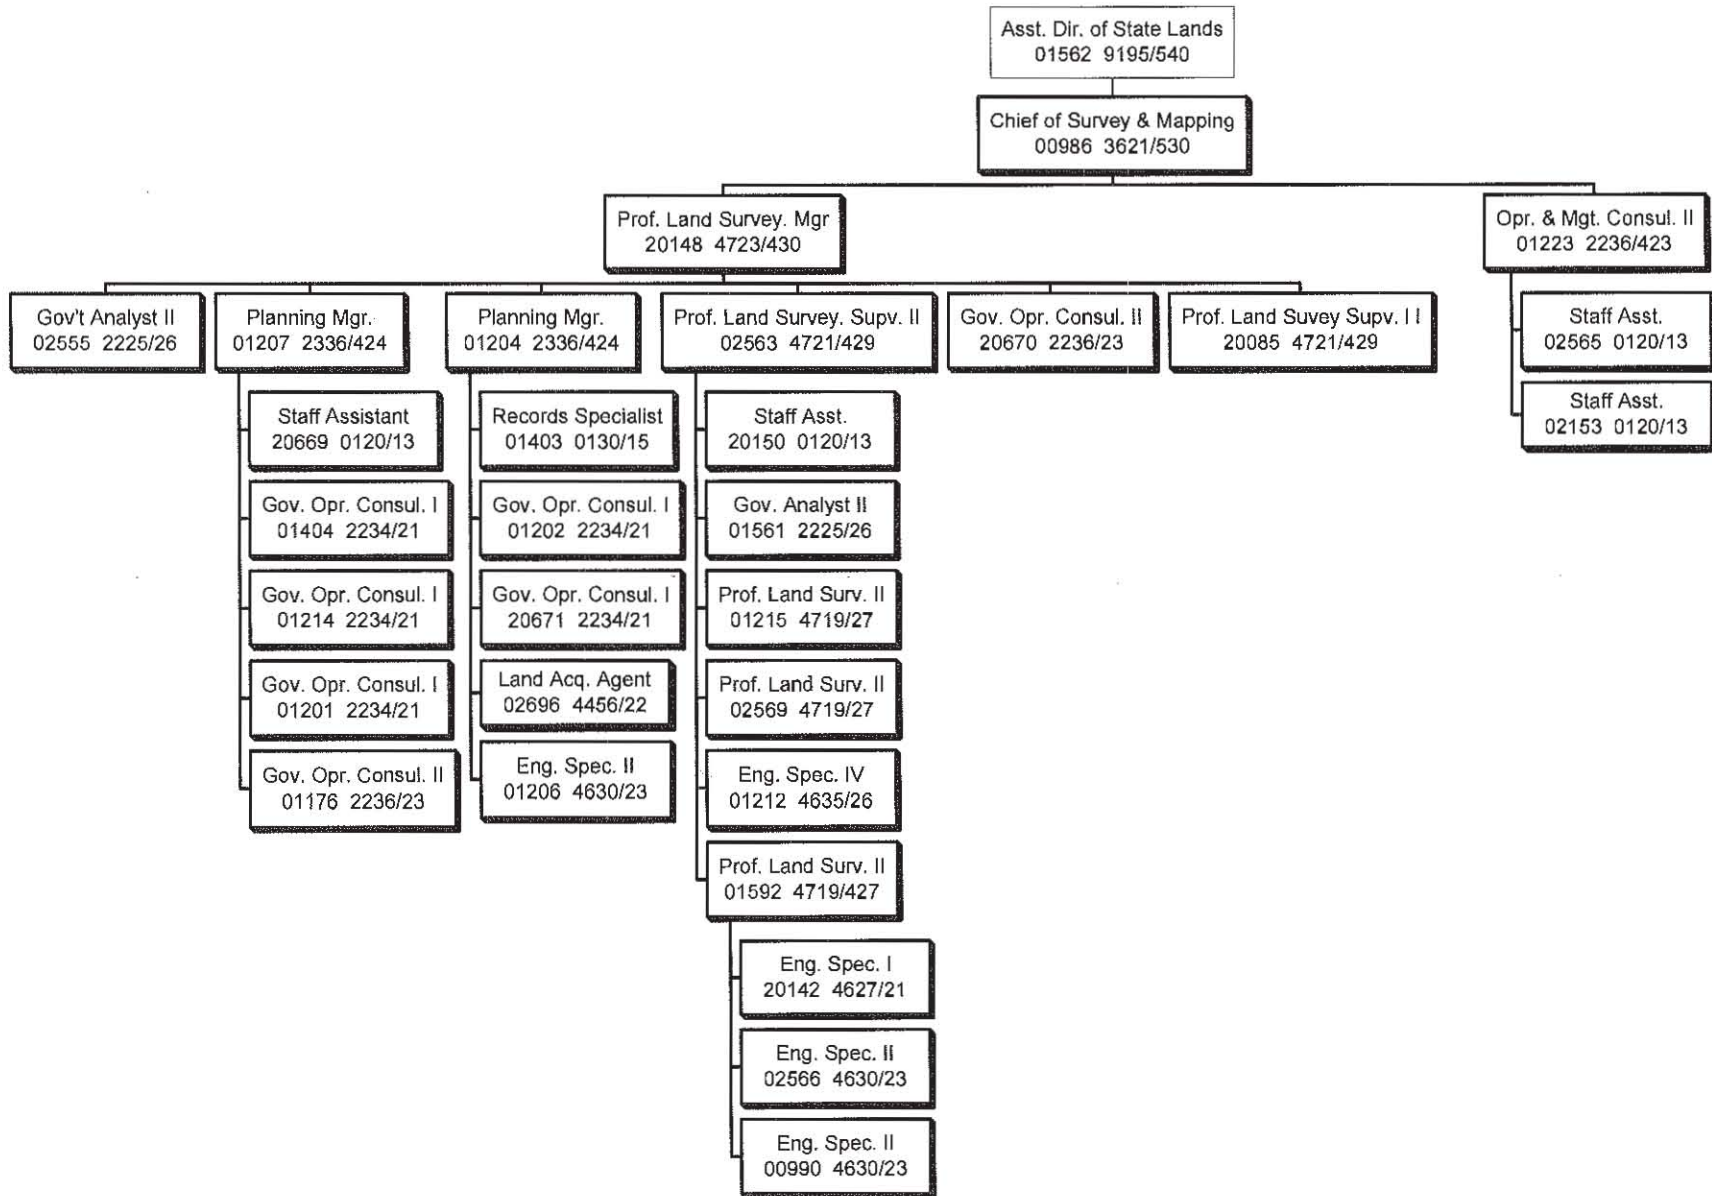 Asst. Dir. of State Lands
01562 9195/540
Chief of Survey & Mapping
00986 3621/530
Prof. Land Survey. Mgr
20148 4723/430
Opr. & Mgt. Consul. II
01223 2236/423
Gov't Analyst II
02555 2225/26
Planning Mgr.
01207 2336/424
Planning Mgr.
01204 2336/424
Prof. Land Survey. Supv. II
02563 4721/429
Gov. Opr. Consul. II
20670 2236/23
Prof. Land Suvey Supv. I I
20085 4721/429
Staff Asst.
02565 0120/13
Staff Asst.
02153 0120/13
Staff Assistant
20669 0120/13
Gov. Opr. Consul. I
01404 2234/21
Gov. Opr. Consul. I
01214 2234/21
Gov. Opr. Consul. I
01201 2234/21
Gov. Opr. Consul. II
01176 2236/23
Records Specialist
01403 0130/15
Gov. Opr. Consul. I
01202 2234/21
Gov. Opr. Consul. I
20671 2234/21
Land Acq. Agent
02696 4456/22
Eng. Spec. II
01206 4630/23
Staff Asst.
20150 0120/13
Gov. Analyst II
01561 2225/26
Prof. Land Surv. II
01215 4719/27
Prof. Land Surv. II
02569 4719/27
Eng. Spec. IV
01212 4635/26
Prof. Land Surv. II
01592 4719/427
Eng. Spec. I
20142 4627/21
Eng. Spec. II
02566 4630/23
Eng. Spec. II
00990 4630/23